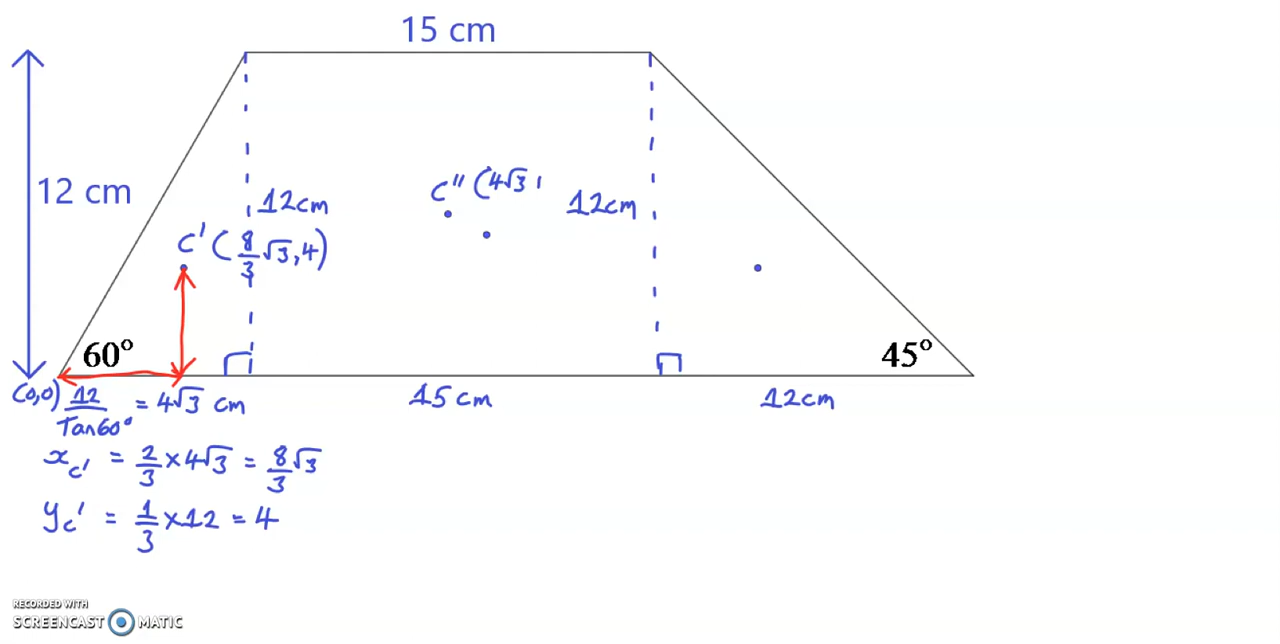 15 cm
12 cm
12cm
C'' (4√3
12cm
C' (8/3 √3, 4)
60°
45°
(0,0)
12/Tan60° = 4√3 cm
15 cm
12cm
x_c' = 2/3 × 4√3 = 8/3 √3
y_c' = 1/3 × 12 = 4
RECORDED WITH
SCREENCAST MATIC